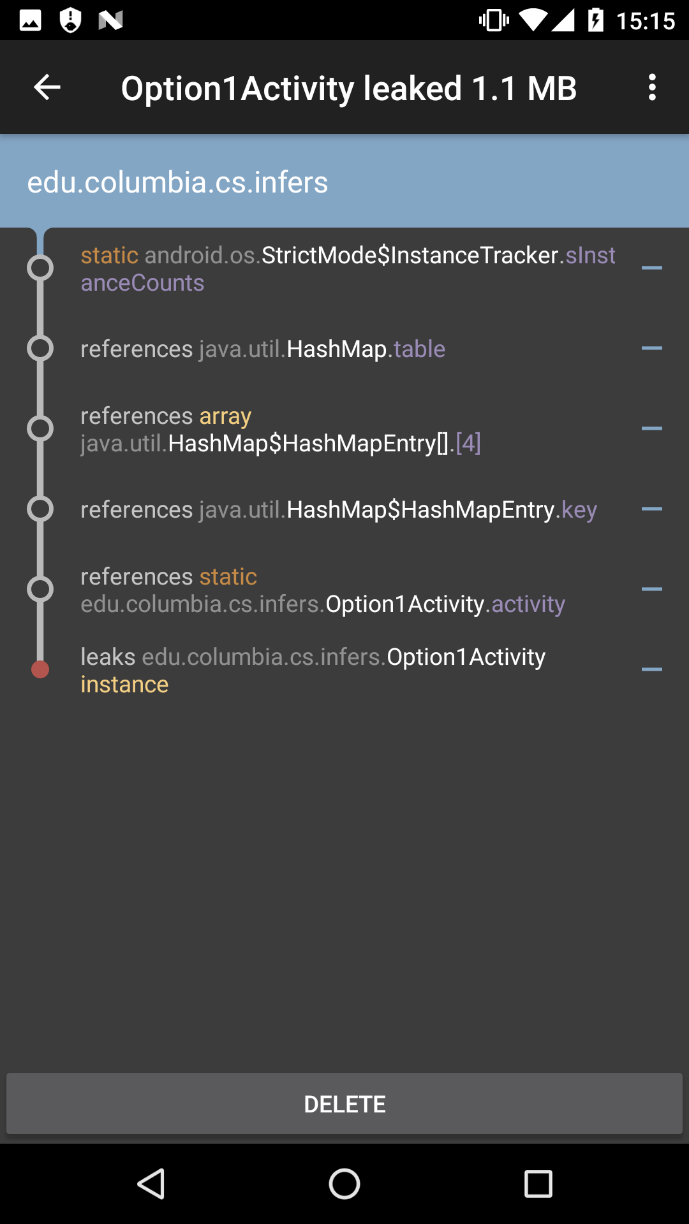 15:15
Option1Activity leaked 1.1 MB
edu.columbia.cs.infers
static android.os.StrictMode$InstanceTracker.sInst
anceCounts
references java.util.HashMap.table
references array
java.util.HashMap$HashMapEntry[].[4]
references java.util.HashMap$HashMapEntry.key
references static
edu.columbia.cs.infers.Option1Activity.activity
leaks edu.columbia.cs.infers.Option1Activity
instance
DELETE